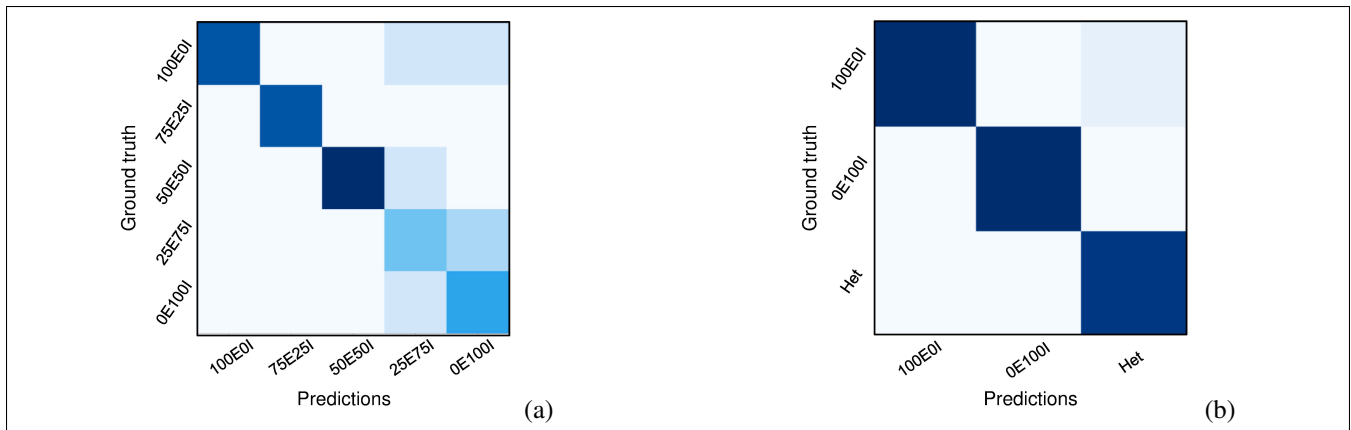 100E0I
75E25I
50E50I
25E75I
0E100I
Ground truth
100E0I
75E25I
50E50I
25E75I
0E100I
Predictions
(a)
100E0I
0E100I
Het
Ground truth
100E0I
0E100I
Het
Predictions
(b)